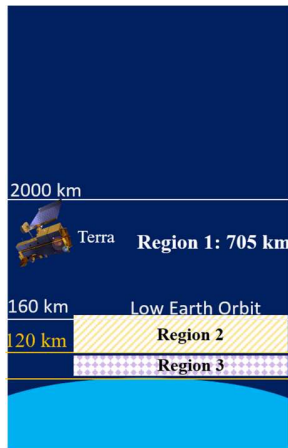 2000 km
Terra Region 1: 705 km
160 km Low Earth Orbit
Region 2
120 km
Region 3